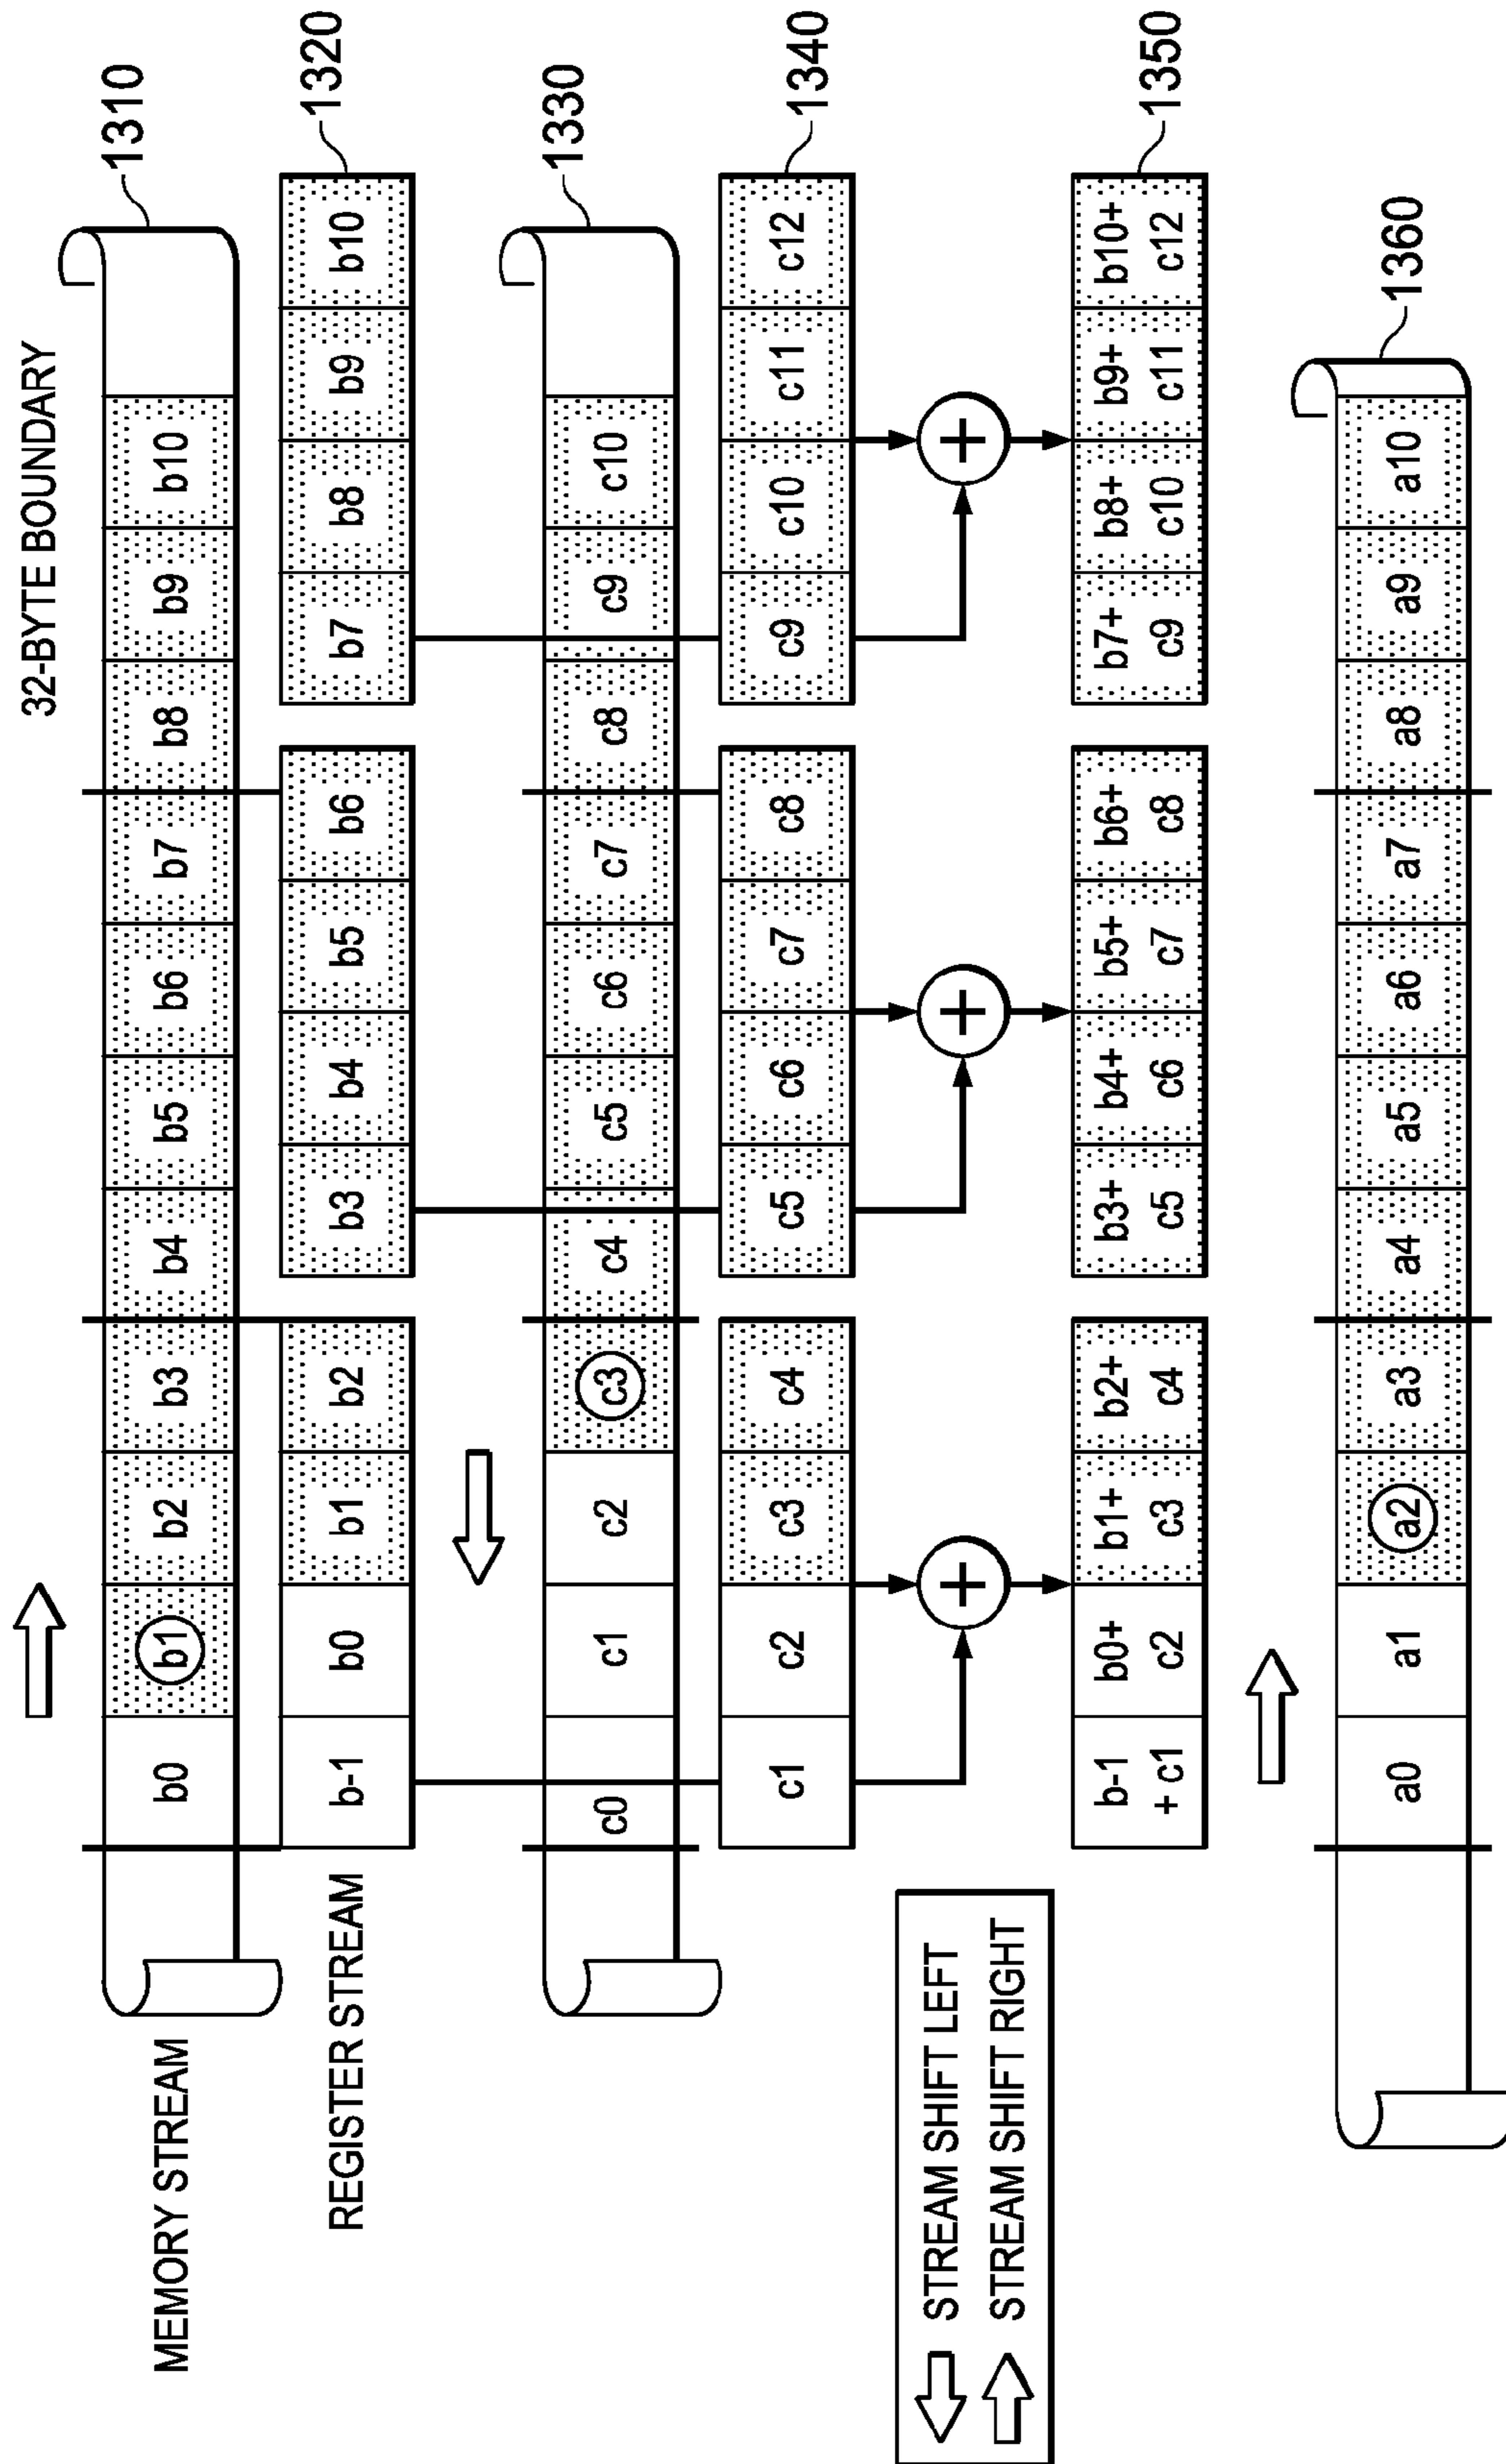 32-BYTE BOUNDARY
MEMORY STREAM
b0 b1 b2 b3 b4 b5 b6 b7 b8 b9 b10
1310
REGISTER STREAM
b-1 b0 b1 b2 b3 b4 b5 b6 b7 b8 b9 b10
1320
c0 c1 c2 c3 c4 c5 c6 c7 c8 c9 c10
1330
c1 c2 c3 c4 c5 c6 c7 c8 c9 c10 c11 c12
1340
+ + +
STREAM SHIFT LEFT
STREAM SHIFT RIGHT
b-1 b0+ b1+ b2+ b3+ b4+ b5+ b6+ b7+ b8+ b9+ b10+
+ c1 c2 c3 c4 c5 c6 c7 c8 c9 c10 c11 c12
1350
a0 a1 a2 a3 a4 a5 a6 a7 a8 a9 a10
1360